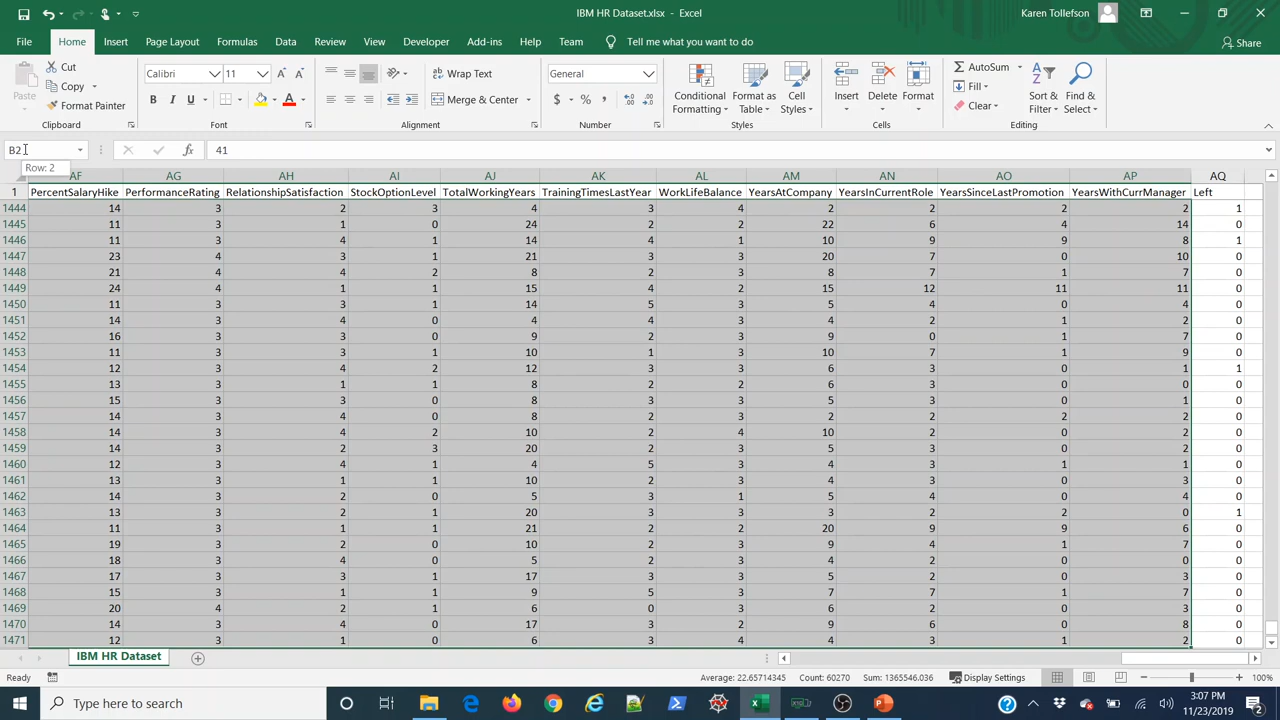 IBM HR Dataset.xlsx - Excel
Karen Tollefson
File Home Insert Page Layout Formulas Data Review View Developer Add-ins Help Team Tell me what you want to do Share
Paste
Cut
Copy
Format Painter
Clipboard
Calibri 11
B I U
Font
Wrap Text
Merge & Center
Alignment
General
$ % ,
Number
Conditional Formatting
Format as Table
Cell Styles
Styles
Insert Delete Format
Cells
AutoSum
Fill
Clear
Sort & Filter
Find & Select
Editing
B2 fx 41
Row: 2
AF AG AH AI AJ AK AL AM AN AO AP AQ
1 PercentSalaryHike PerformanceRating RelationshipSatisfaction StockOptionLevel TotalWorkingYears TrainingTimesLastYear WorkLifeBalance YearsAtCompany YearsInCurrentRole YearsSinceLastPromotion YearsWithCurrManager Left
1444 14 3 2 3 4 3 4 2 2 2 2 1
1445 11 3 1 0 24 2 2 22 6 4 14 0
1446 11 3 4 1 14 4 1 10 9 9 8 1
1447 23 4 3 1 21 3 3 20 7 0 10 0
1448 21 4 4 2 8 2 3 8 7 1 7 0
1449 24 4 1 1 15 4 2 15 12 11 11 0
1450 11 3 3 1 14 5 3 5 4 0 4 0
1451 14 3 4 0 4 4 3 4 2 1 2 0
1452 16 3 3 0 9 2 3 9 0 1 7 0
1453 11 3 3 1 10 1 3 10 7 1 9 0
1454 12 3 4 2 12 3 3 6 3 0 1 1
1455 13 3 1 1 8 2 2 6 3 0 0 0
1456 15 3 3 0 8 3 3 5 3 0 1 0
1457 14 3 4 0 8 2 3 2 2 2 2 0
1458 14 3 4 2 10 2 4 10 2 0 2 0
1459 14 3 2 3 20 2 3 5 3 0 2 0
1460 12 3 4 1 4 5 3 4 3 1 1 0
1461 13 3 1 1 10 2 3 4 3 0 3 0
1462 14 3 2 0 5 3 1 5 4 0 4 0
1463 13 3 2 1 20 3 3 3 2 2 0 1
1464 11 3 1 1 21 2 2 20 9 9 6 0
1465 19 3 2 0 10 2 3 9 4 1 7 0
1466 18 3 4 0 5 2 3 4 2 0 0 0
1467 17 3 3 1 17 3 3 5 2 0 3 0
1468 15 3 1 1 9 5 3 7 7 1 7 0
1469 20 4 2 1 6 0 3 6 2 0 3 0
1470 14 3 4 0 17 3 2 9 6 0 8 0
1471 12 3 1 0 6 3 4 4 3 1 2 0
IBM HR Dataset
Ready Average: 22.65714345 Count: 60270 Sum: 1365546.036 Display Settings 100%
Type here to search
3:07 PM
11/23/2019
2